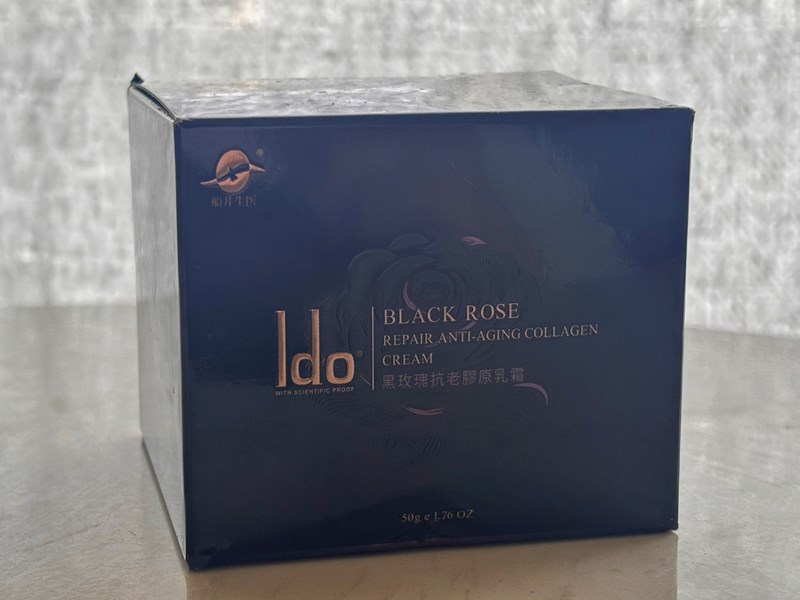 ®
船井生医
ldo®
WITH SCIENTIFIC PROOF
BLACK ROSE
REPAIR ANTI-AGING COLLAGEN
CREAM
黑玫瑰抗老膠原乳霜
50g e 1.76 OZ